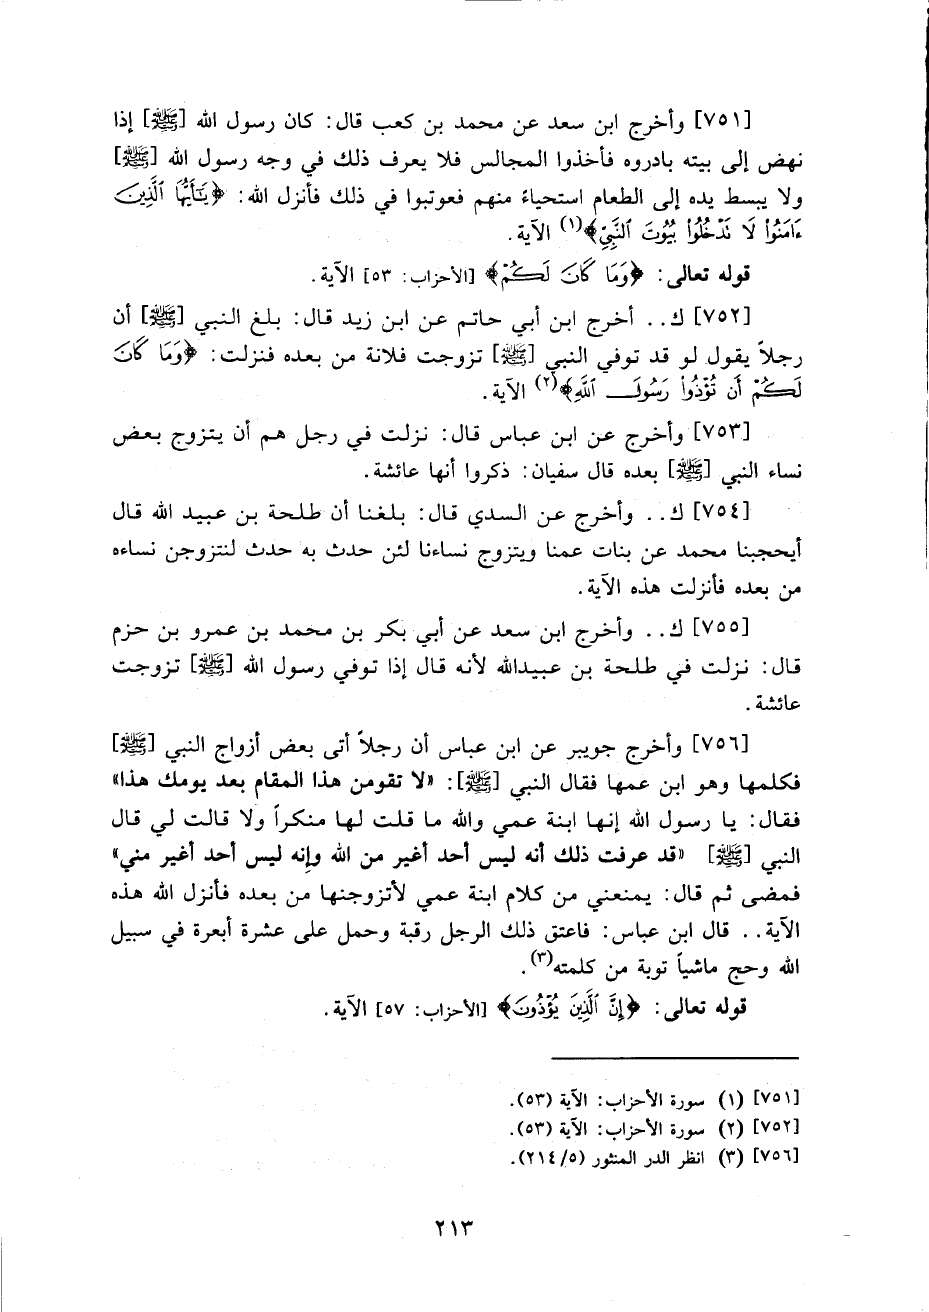 [٧٥١] وأخرج ابن سعد عن محمد بن كعب قال: كان رسول الله [ﷺ] إذا
نهض إلى بيته بادروه فأخذوا المجالس فلا يعرف ذلك في وجه رسول الله [ﷺ]
ولا يبسط يده إلى الطعام استحياءً منهم فعوتبوا في ذلك فأنزل الله: ﴿يَٰٓأَيُّهَا ٱلَّذِينَ
ءَامَنُوا۟ لَا تَدْخُلُوا۟ بُيُوتَ ٱلنَّبِيِّ﴾(١) الآية.
قوله تعالى: ﴿وَمَا كَانَ لَكُمْ﴾ [الأحزاب: ٥٣] الآية.
[٧٥٢] ك.. أخرج ابن أبي حاتم عن ابن زيد قال: بلغ النبي [ﷺ] أن
رجلاً يقول لو قد توفي النبي [ﷺ] تزوجت فلانة من بعده فنزلت: ﴿وَمَا كَانَ
لَكُمْ أَن تُؤْذُوا۟ رَسُولَ ٱللَّهِ﴾(٢) الآية.
[٧٥٣] وأخرج عن ابن عباس قال: نزلت في رجل هم أن يتزوج بعض
نساء النبي [ﷺ] بعده قال سفيان: ذكروا أنها عائشة.
[٧٥٤] ك.. وأخرج عن السدي قال: بلغنا أن طلحة بن عبيد الله قال
أيحجبنا محمد عن بنات عمنا ويتزوج نساءنا لئن حدث به حدث لنتزوجن نساءه
من بعده فأنزلت هذه الآية.
[٧٥٥] ك.. وأخرج ابن سعد عن أبي بكر بن محمد بن عمرو بن حزم
قال: نزلت في طلحة بن عبيدالله لأنه قال إذا توفي رسول الله [ﷺ] تزوجت
عائشة.
[٧٥٦] وأخرج جويبر عن ابن عباس أن رجلاً أتى بعض أزواج النبي [ﷺ]
فكلمها وهو ابن عمها فقال النبي [ﷺ]: «لا تقومن هذا المقام بعد يومك هذا»
فقال: يا رسول الله إنها ابنة عمي والله ما قلت لها منكراً ولا قالت لي قال
النبي [ﷺ] «قد عرفت ذلك أنه ليس أحد أغير من الله وإنه ليس أحد أغير مني»
فمضى ثم قال: يمنعني من كلام ابنة عمي لأتزوجنها من بعده فأنزل الله هذه
الآية.. قال ابن عباس: فاعتق ذلك الرجل رقبة وحمل على عشرة أبعرة في سبيل
الله وحج ماشياً توبة من كلمته(٣).
قوله تعالى: ﴿إِنَّ ٱلَّذِينَ يُؤْذُونَ﴾ [الأحزاب: ٥٧] الآية.
[٧٥١] (١) سورة الأحزاب: الآية (٥٣).
[٧٥٢] (٢) سورة الأحزاب: الآية (٥٣).
[٧٥٦] (٣) انظر الدر المنثور (٢١٤/٥).
٢١٣